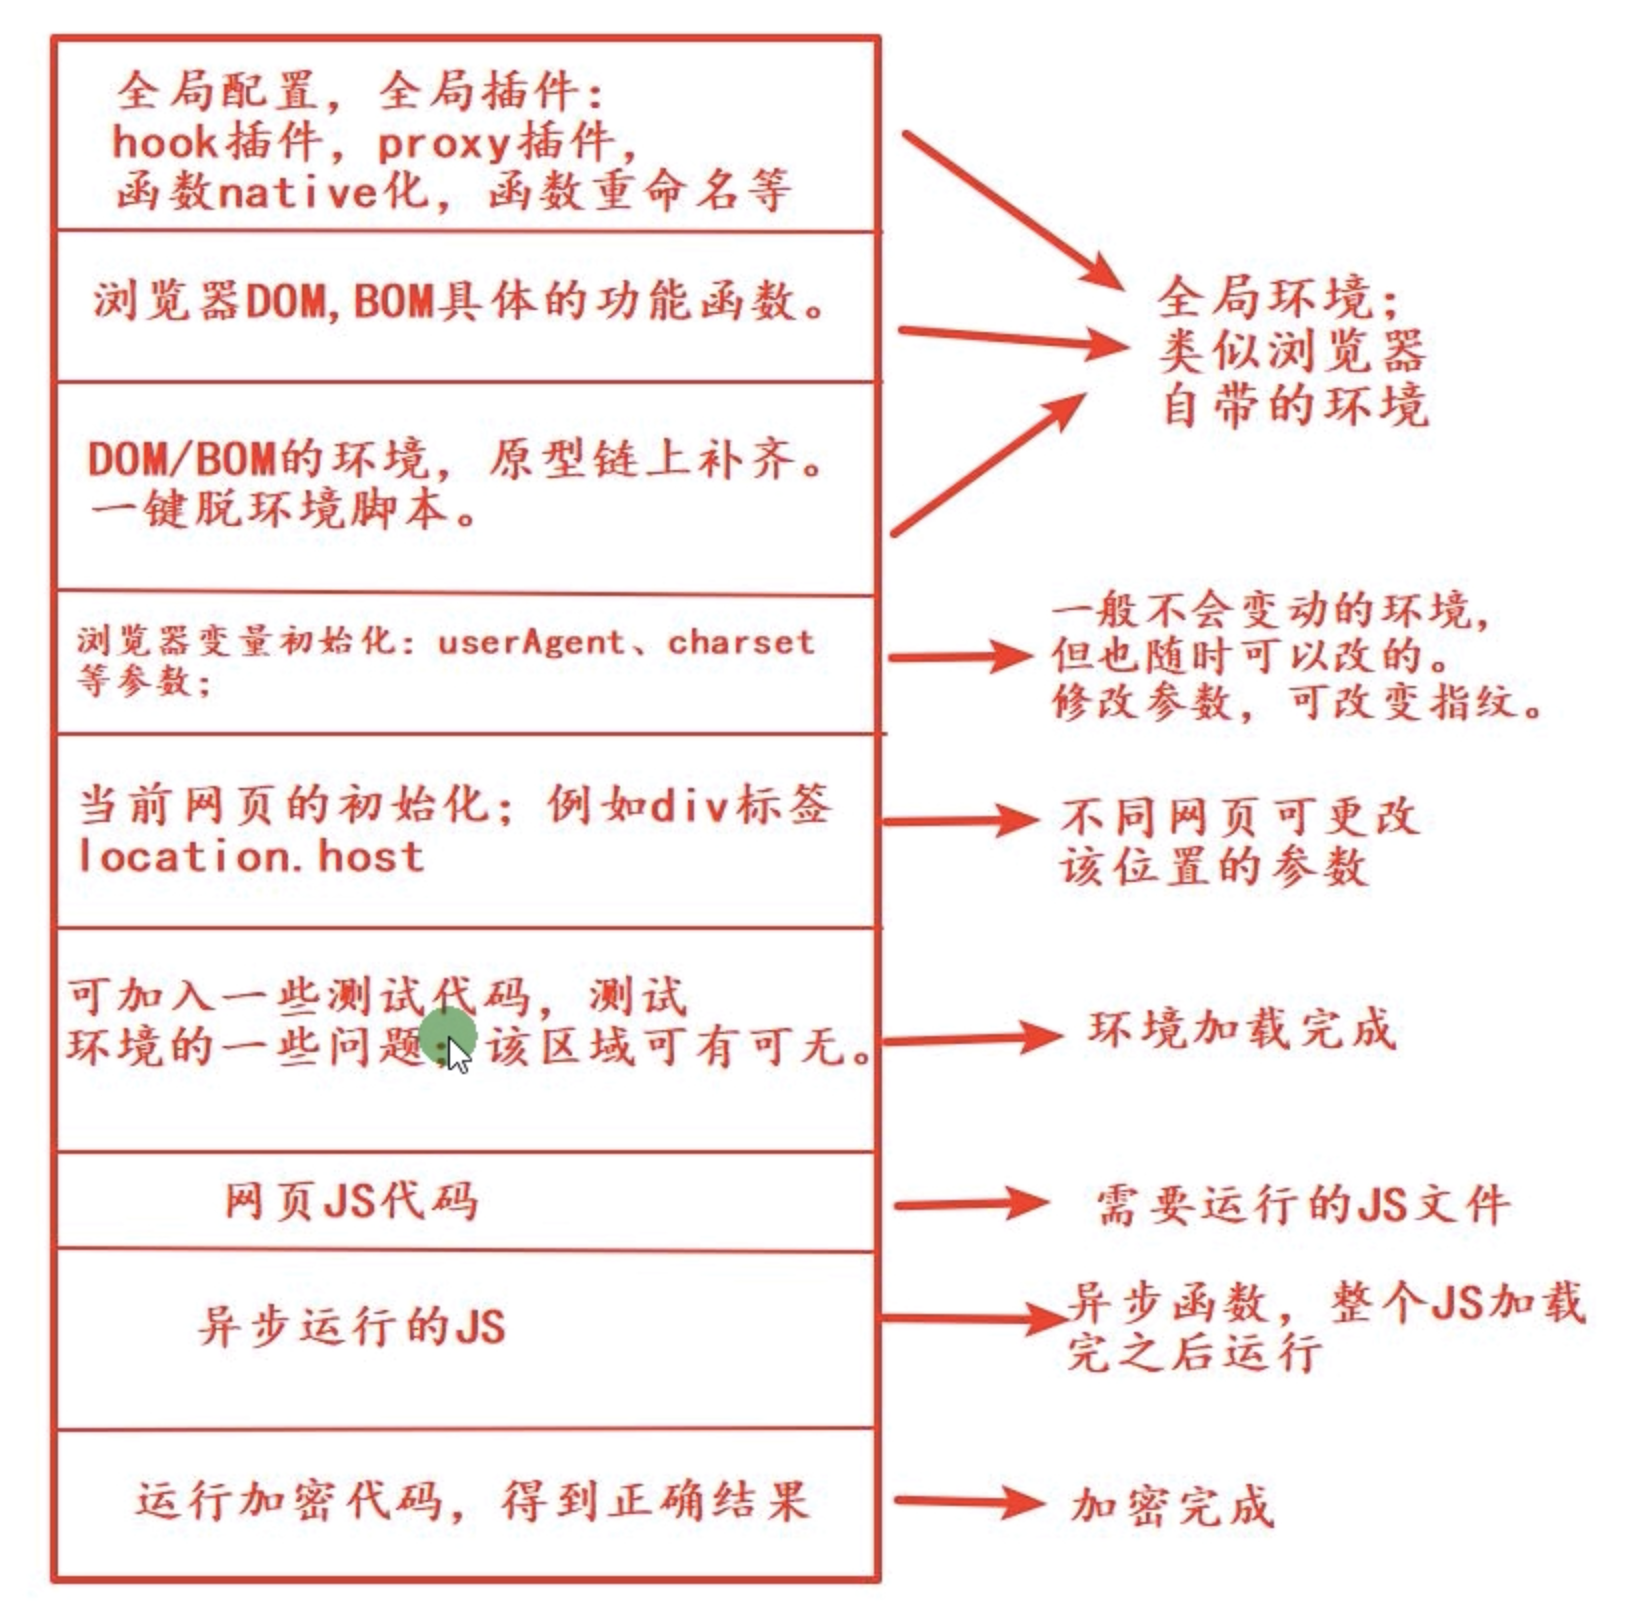 全局配置，全局插件：
hook插件，proxy插件，
函数native化，函数重命名等
浏览器DOM,BOM具体的功能函数。
全局环境；
类似浏览器
自带的环境
DOM/BOM的环境，原型链上补齐。
一键脱环境脚本。
浏览器变量初始化：userAgent、charset
等参数；
一般不会变动的环境，
但也随时可以改的。
修改参数，可改变指纹。
当前网页的初始化；例如div标签
location.host
不同网页可更改
该位置的参数
可加入一些测试代码，测试
环境的一些问题；该区域可有可无。
环境加载完成
网页JS代码
需要运行的JS文件
异步运行的JS
异步函数，整个JS加载
完之后运行
运行加密代码，得到正确结果
加密完成